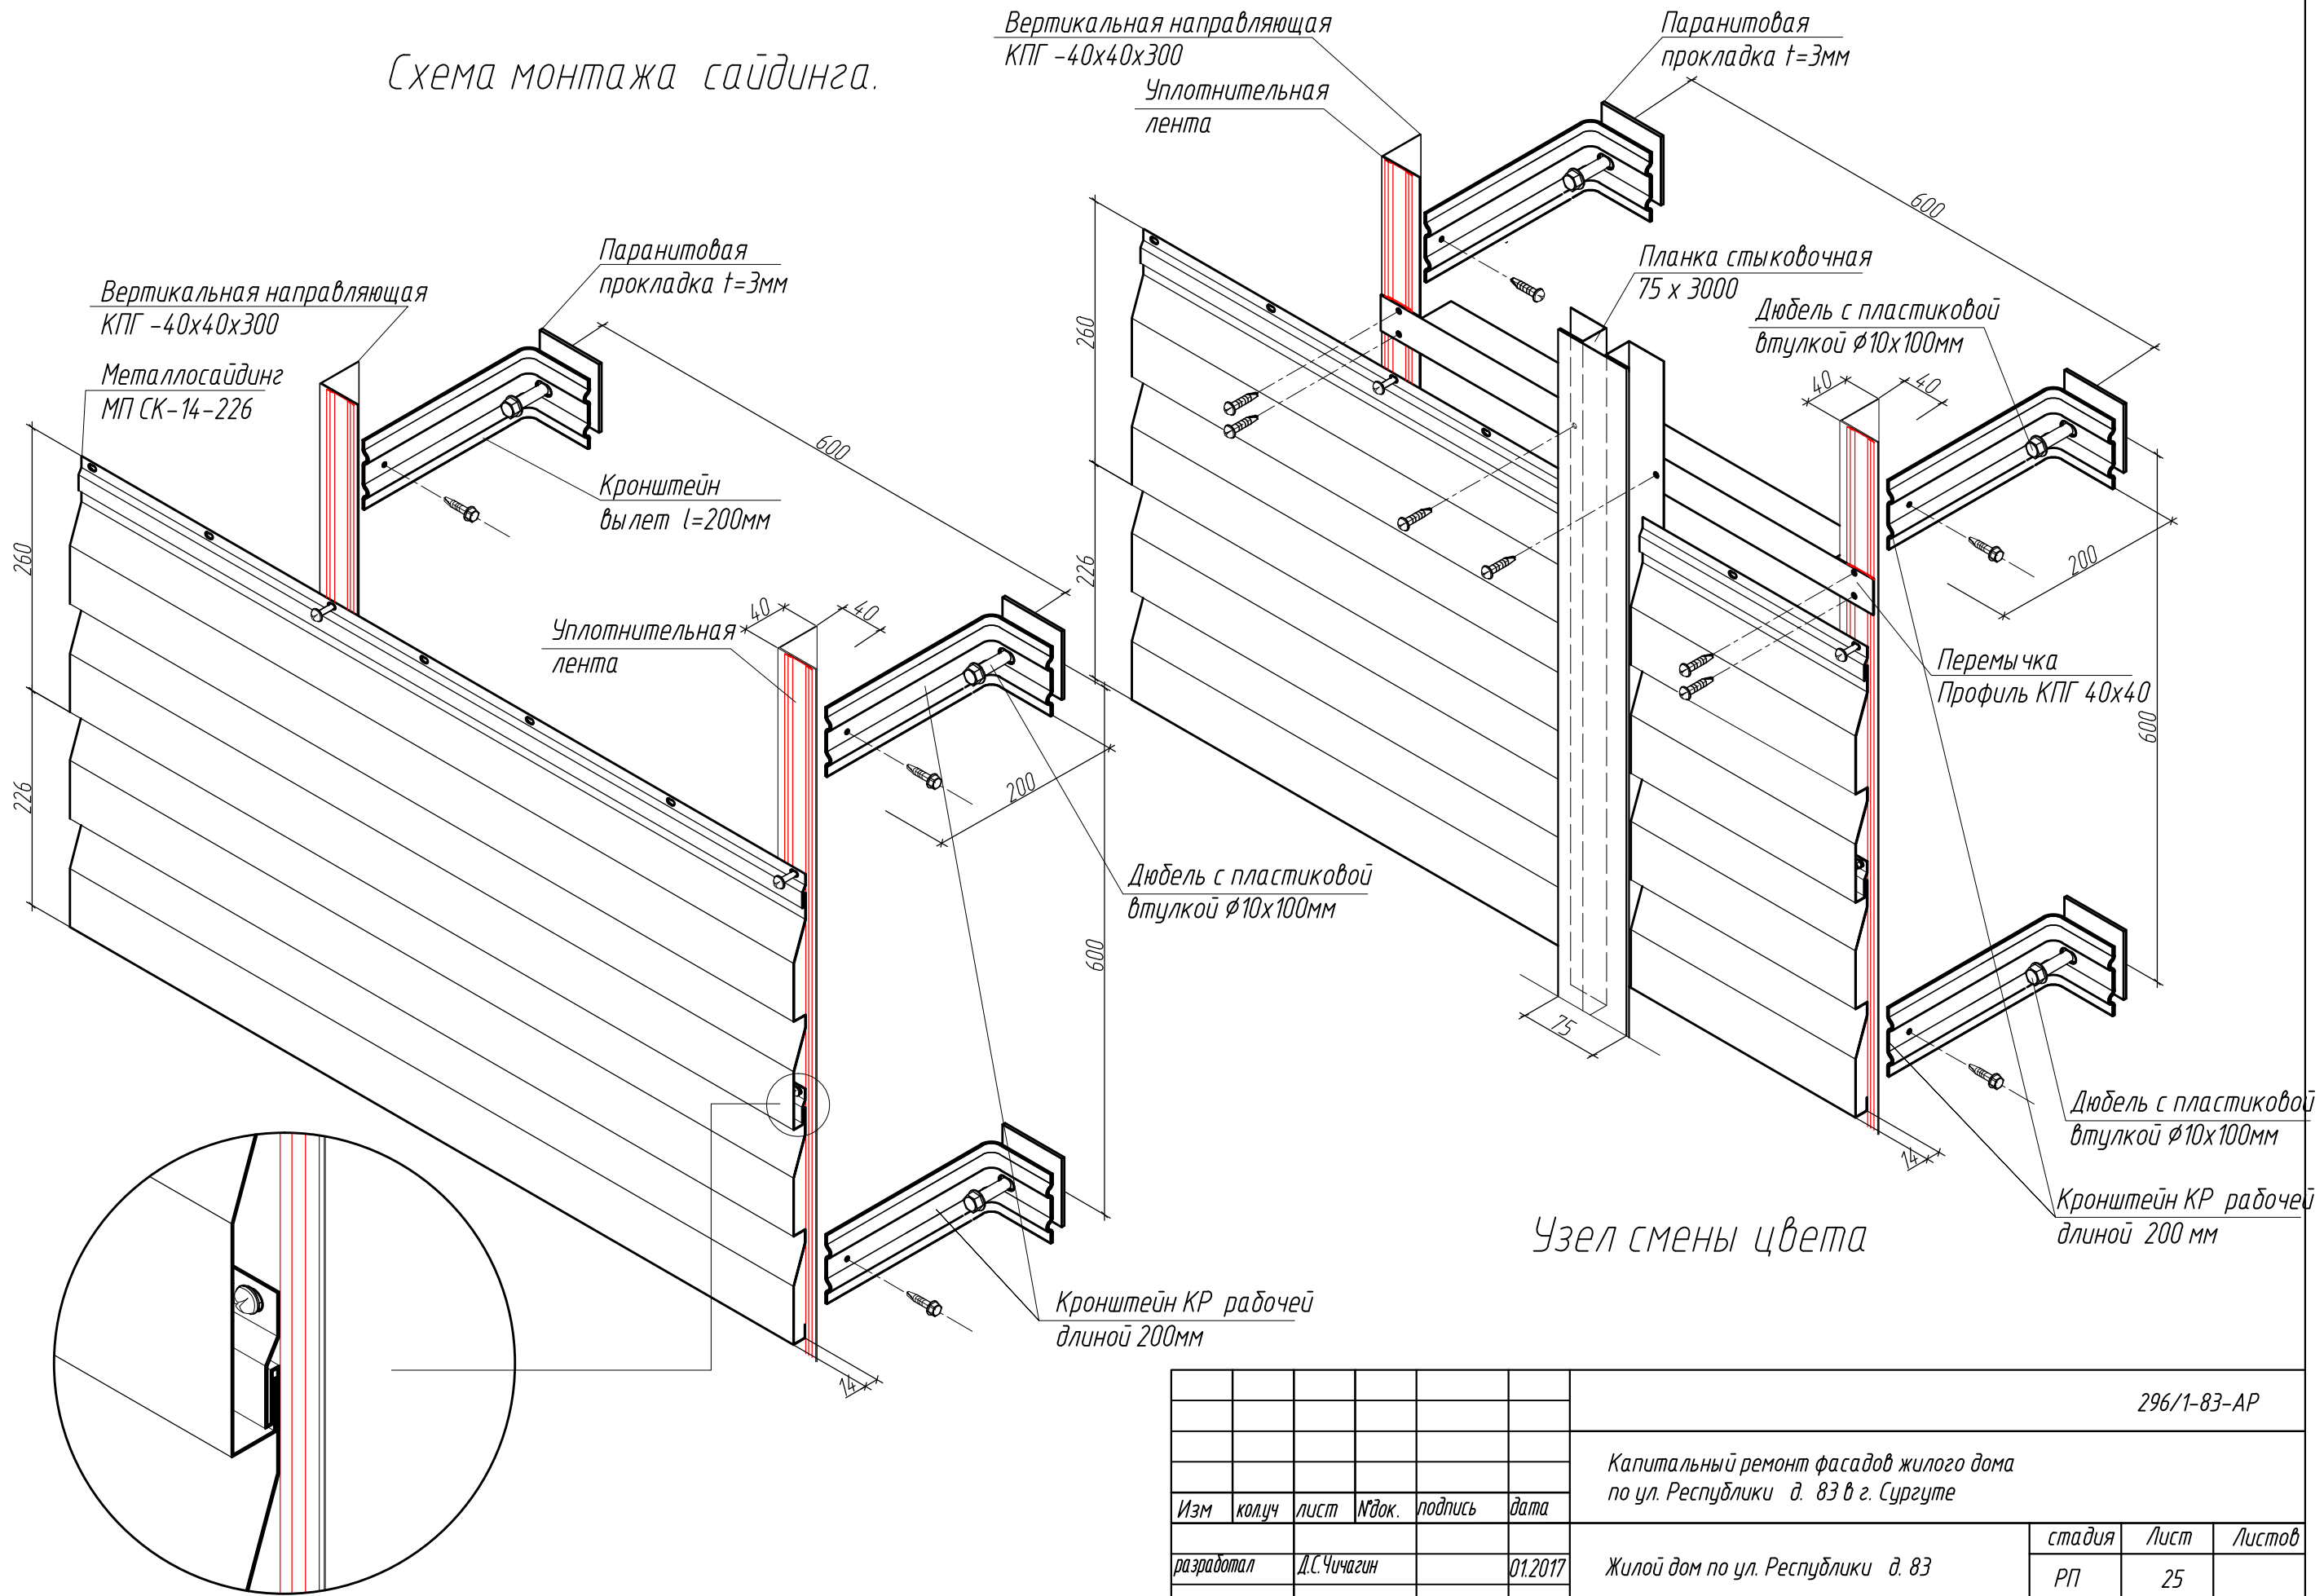 Схема монтажа сайдинга.
Вертикальная направляющая
КПГ -40х40х300
Паранитовая
прокладка t=3мм
Металлосайдинг
МП СК-14-226
Кронштейн
вылет l=200мм
Уплотнительная
лента
600
260
226
40
40
200
600
14
Дюбель с пластиковой
втулкой ϕ10х100мм
Кронштейн КР рабочей
длиной 200мм
Вертикальная направляющая
КПГ -40х40х300
Уплотнительная
лента
Паранитовая
прокладка t=3мм
600
Планка стыковочная
75 х 3000
Дюбель с пластиковой
втулкой ϕ10х100мм
260
226
40
40
200
600
Перемычка
Профиль КПГ 40х40
75
14
Дюбель с пластиковой
втулкой ϕ10х100мм
Кронштейн КР рабочей
длиной 200 мм
Узел смены цвета
296/1-83-АР
Капитальный ремонт фасадов жилого дома
по ул. Республики д. 83 в г. Сургуте
Изм кол.уч лист №док. подпись дата
разработал Д.С.Чичагин 01.2017
Жилой дом по ул. Республики д. 83
стадия Лист Листов
РП 25